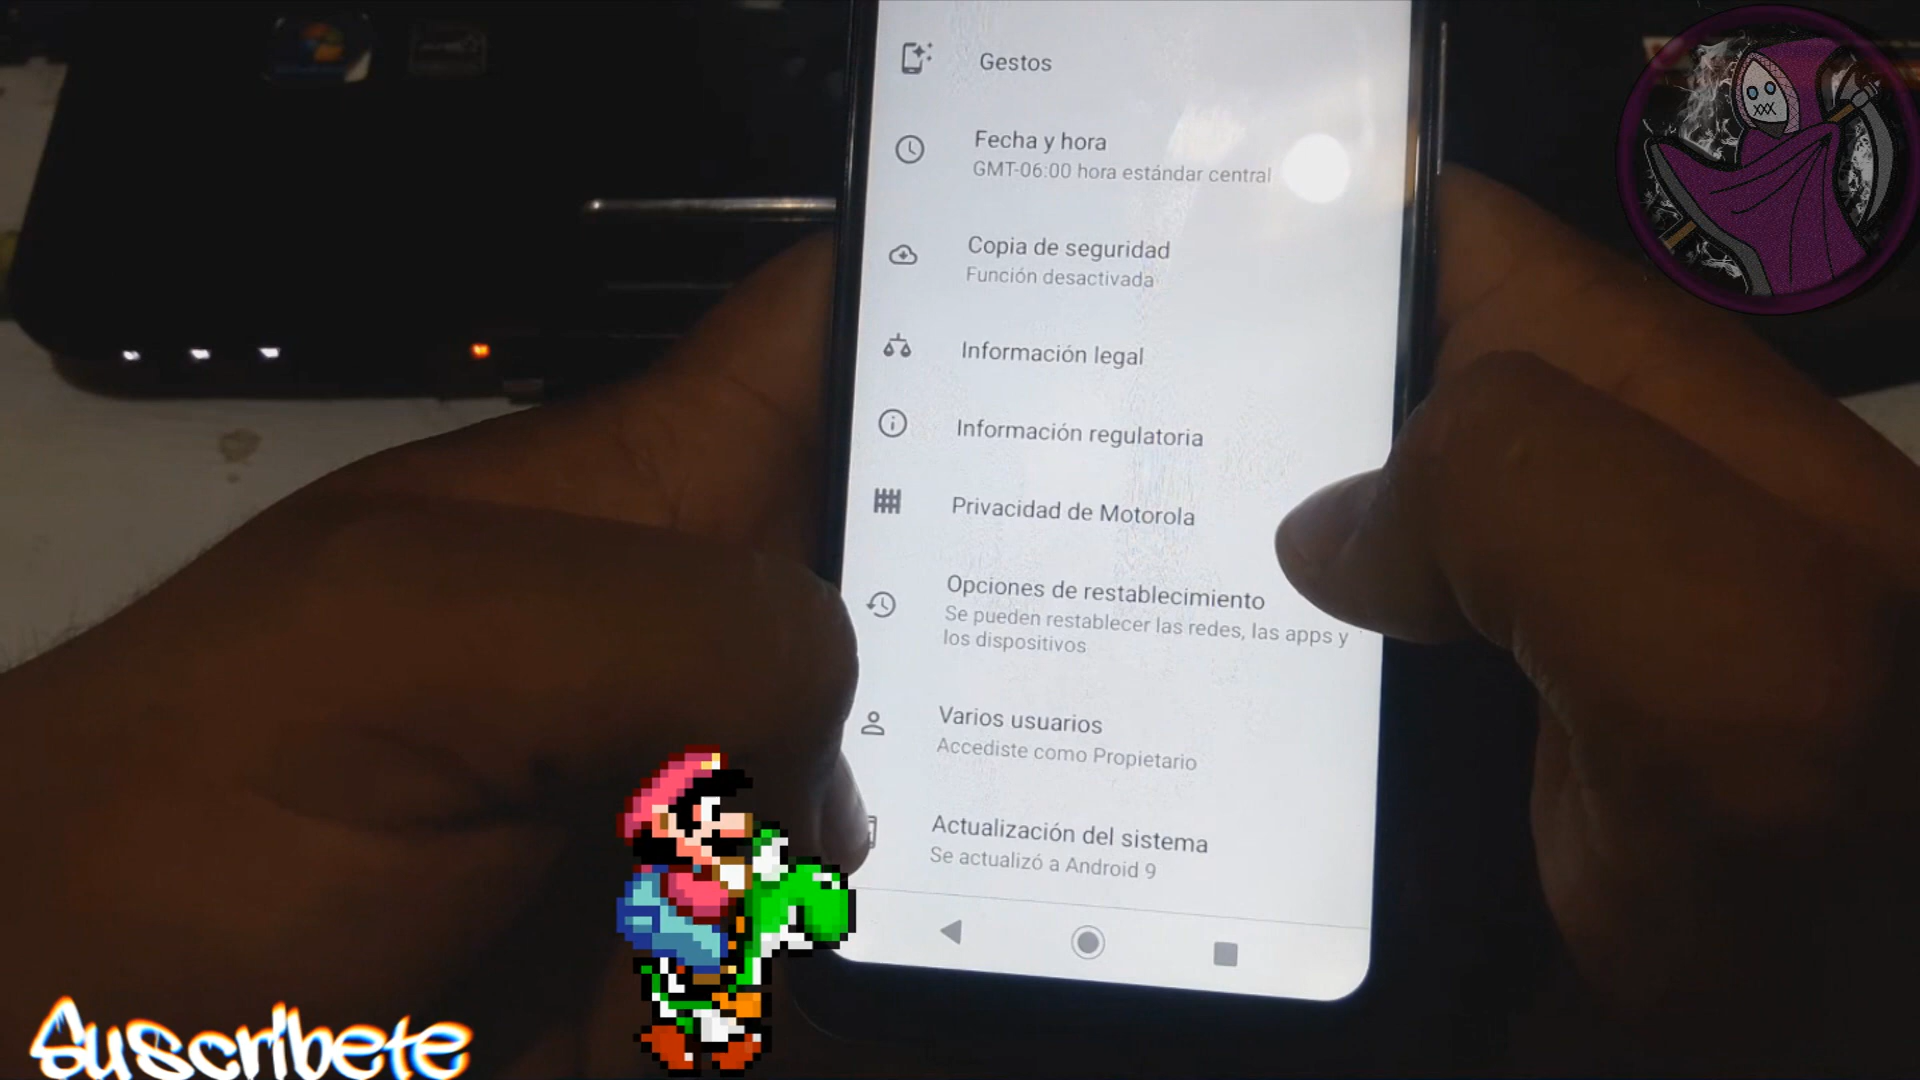 Gestos
Fecha y hora
GMT-06:00 hora estándar central
Copia de seguridad
Función desactivada
Información legal
Información regulatoria
Privacidad de Motorola
Opciones de restablecimiento
Se pueden restablecer las redes, las apps y
los dispositivos
Varios usuarios
Accediste como Propietario
Actualización del sistema
Se actualizó a Android 9
Suscribete